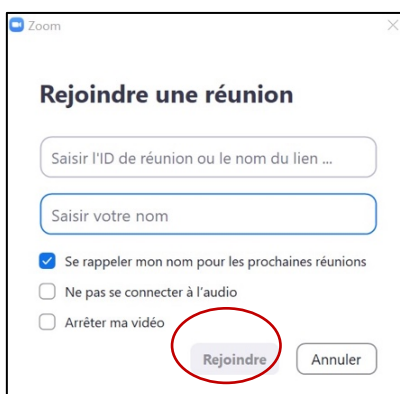 Zoom
Rejoindre une réunion
Saisir l'ID de réunion ou le nom du lien ...
Saisir votre nom
Se rappeler mon nom pour les prochaines réunions
Ne pas se connecter à l'audio
Arrêter ma vidéo
Rejoindre Annuler